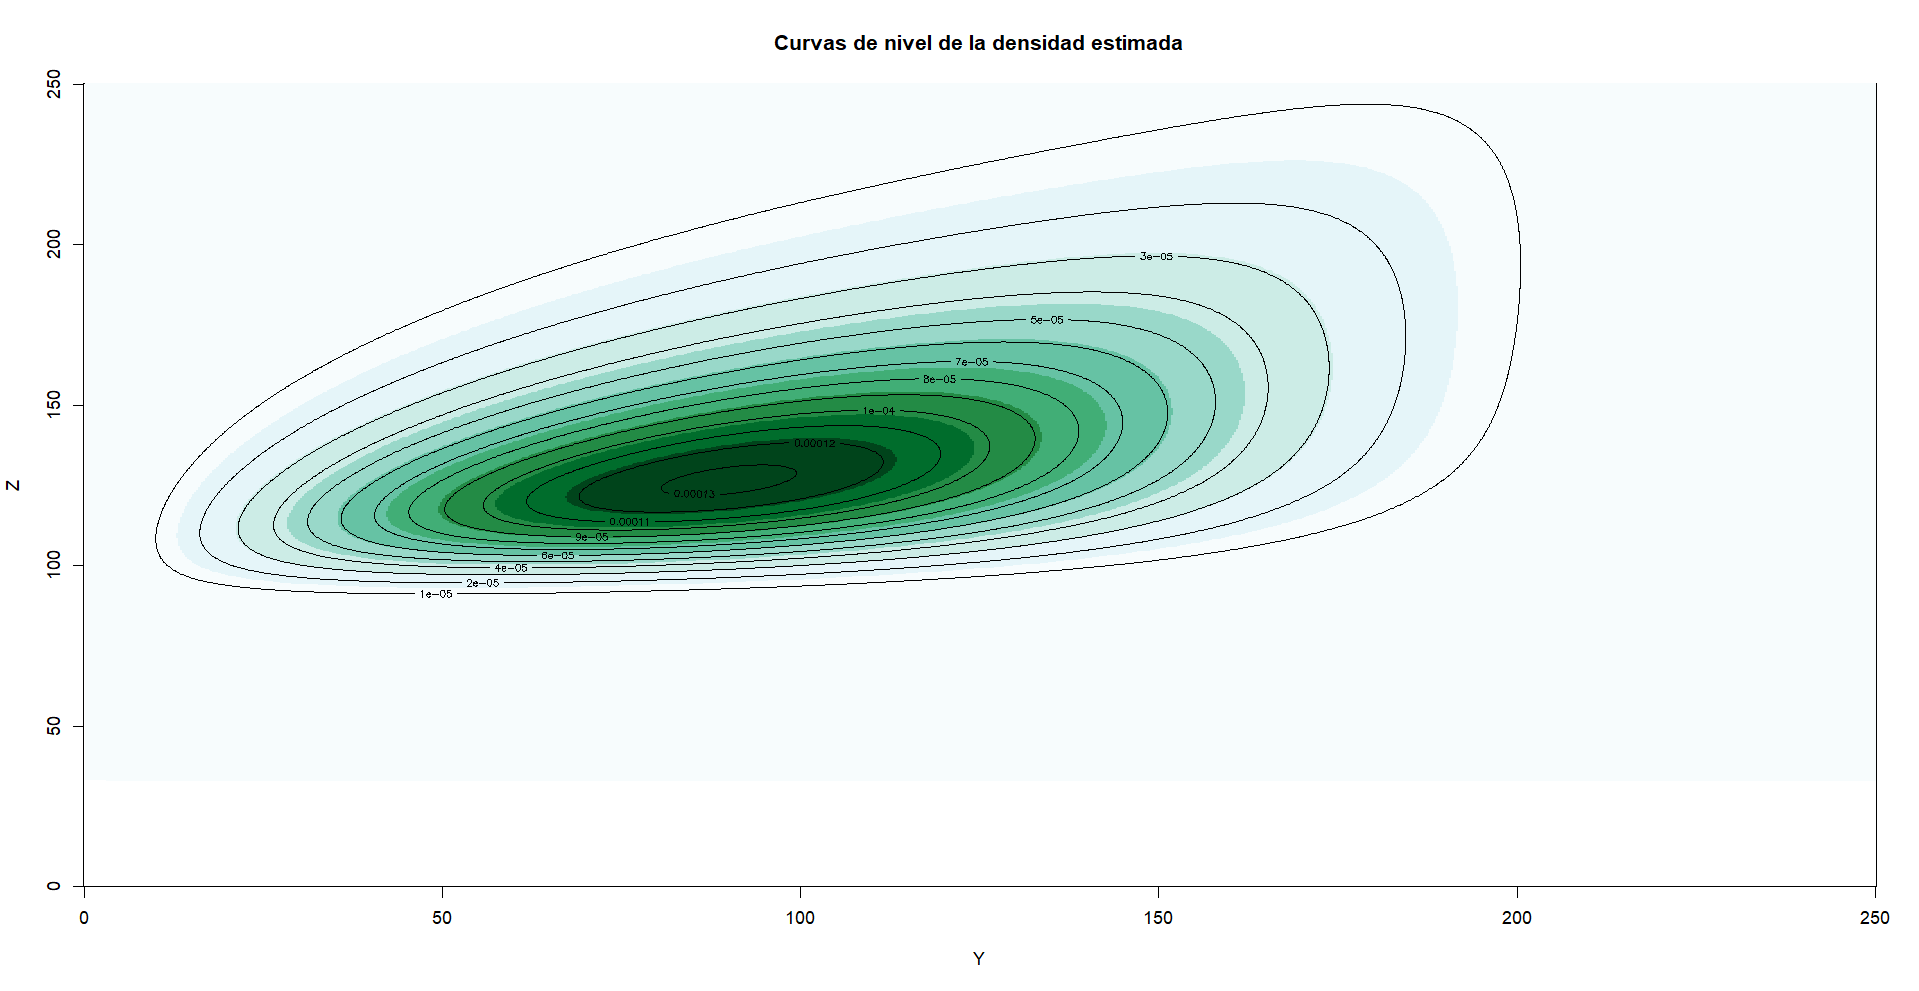 Curvas de nivel de la densidad estimada
250
200
150
100
50
0
Z
3e-05
5e-05
7e-05
8e-05
1e-04
0.00012
0.00013
0.00011
9e-05
6e-05
4e-05
2e-05
1e-05
0
50
100
150
200
250
Y